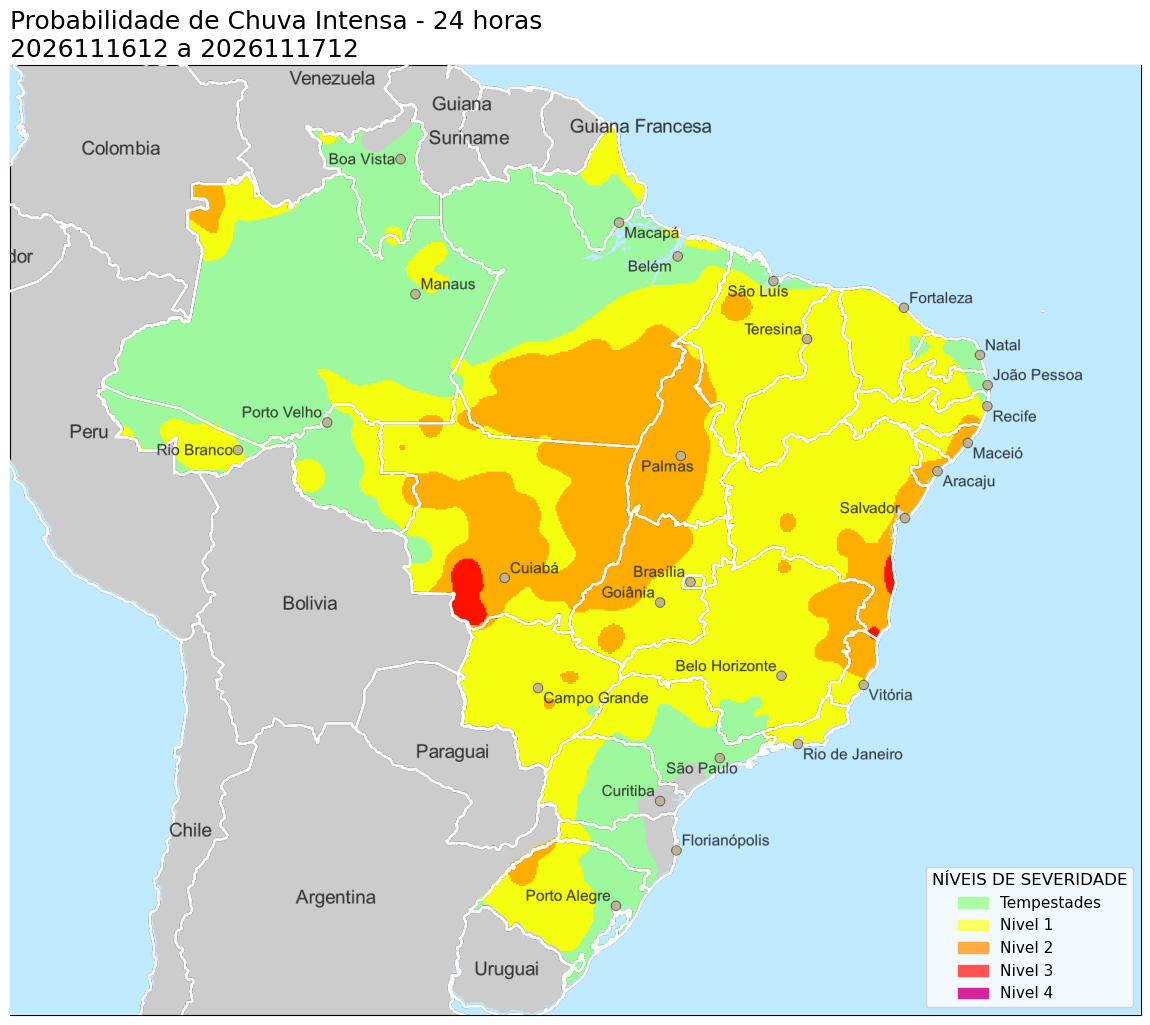 Probabilidade de Chuva Intensa - 24 horas
2026111612 a 2026111712
Venezuela
Guiana
Guiana Francesa
Suriname
Colombia
Boa Vista
dor
Macapá
Belém
Manaus
São Luís
Fortaleza
Teresina
Natal
João Pessoa
Porto Velho
Recife
Peru
Rio Branco
Maceió
Palmas
Aracaju
Salvador
Cuiabá
Brasília
Goiânia
Bolivia
Belo Horizonte
Vitória
Campo Grande
Paraguai
Rio de Janeiro
São Paulo
Curitiba
Chile
Florianópolis
Argentina
Porto Alegre
Uruguai
NÍVEIS DE SEVERIDADE
Tempestades
Nivel 1
Nivel 2
Nivel 3
Nivel 4